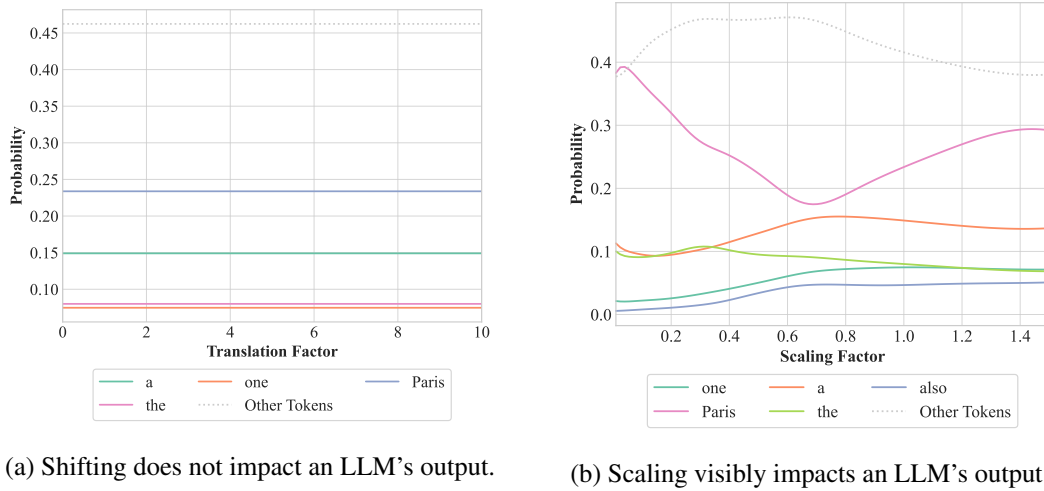 0.45
0.40
0.35
0.30
0.25
0.20
0.15
0.10
Probability
0 2 4 6 8 10
Translation Factor
a one Paris
the Other Tokens
(a) Shifting does not impact an LLM's output.
0.4
0.3
0.2
0.1
0.0
Probability
0.2 0.4 0.6 0.8 1.0 1.2 1.4
Scaling Factor
one a also
Paris the Other Tokens
(b) Scaling visibly impacts an LLM's output